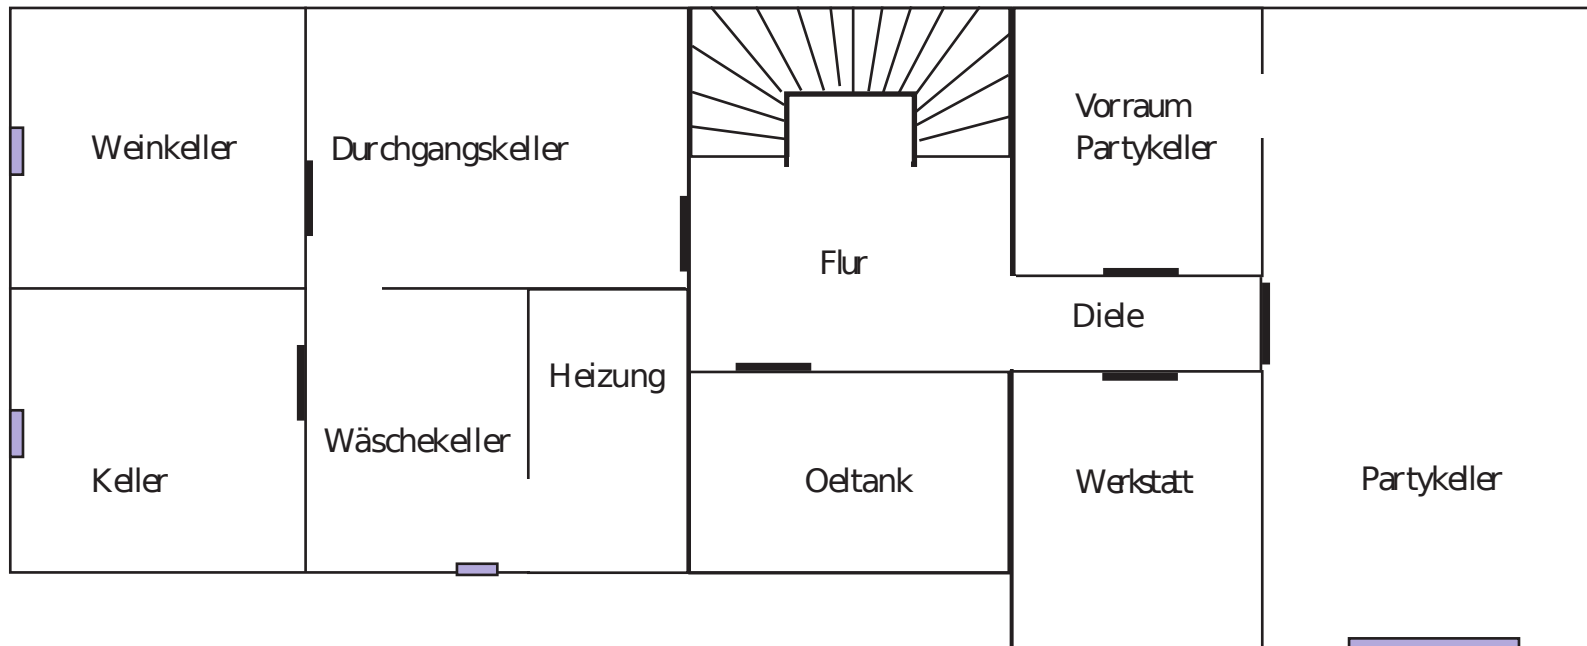 Weinkeller
Durchgangskeller
Vorraum
Partykeller
Flur
Diele
Heizung
Wäschekeller
Keller
Oeltank
Werkstatt
Partykeller